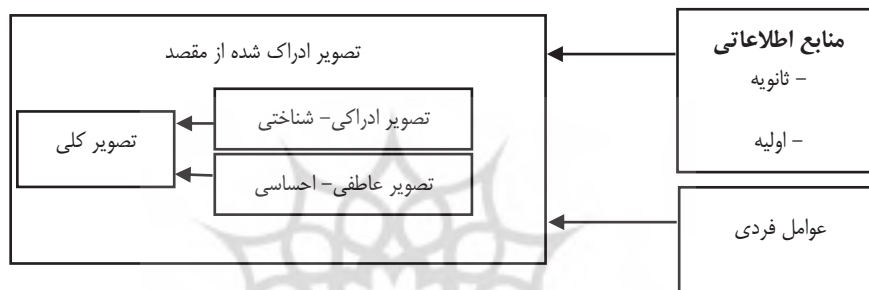 منابع اطلاعاتی
- ثانویه
- اولیه
عوامل فردی
تصویر ادراک شده از مقصد
تصویر ادراکی- شناختی
تصویر عاطفی- احساسی
تصویر کلی